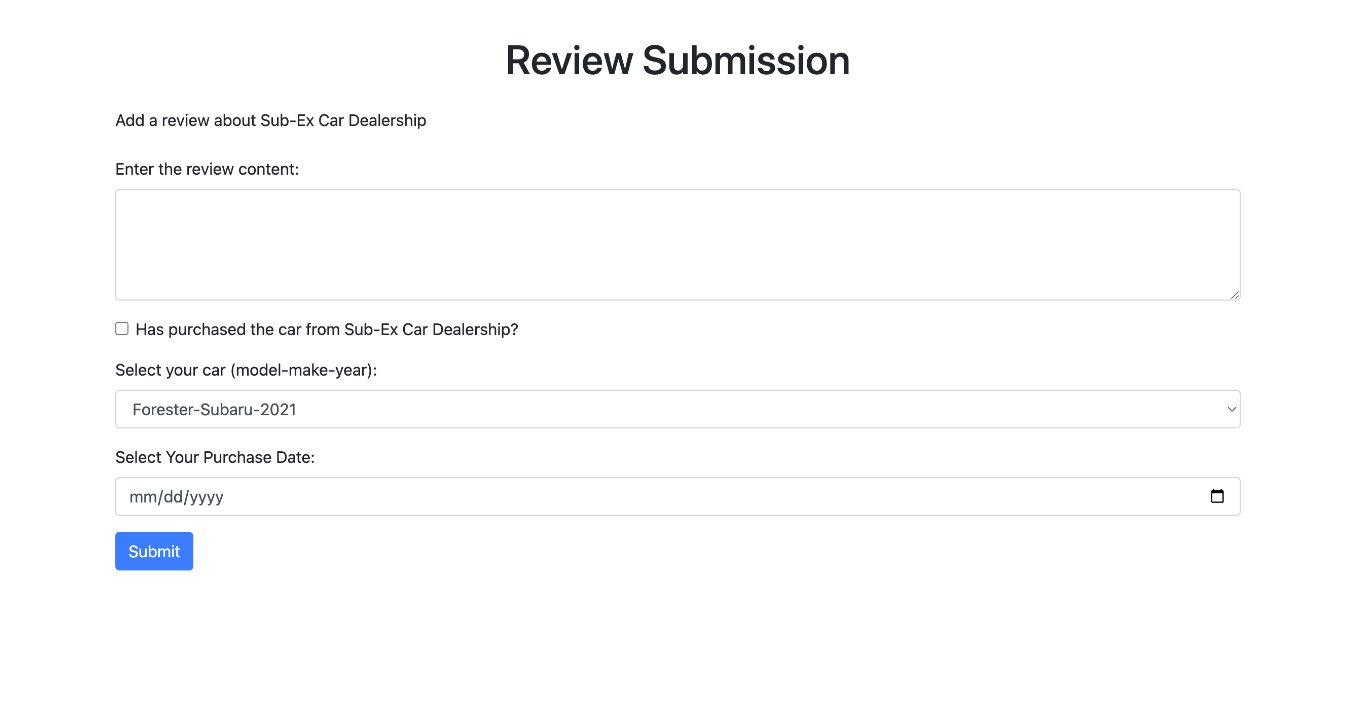 Review Submission
Add a review about Sub-Ex Car Dealership
Enter the review content:
Has purchased the car from Sub-Ex Car Dealership?
Select your car (model-make-year):
Forester-Subaru-2021
Select Your Purchase Date:
mm/dd/yyyy
Submit